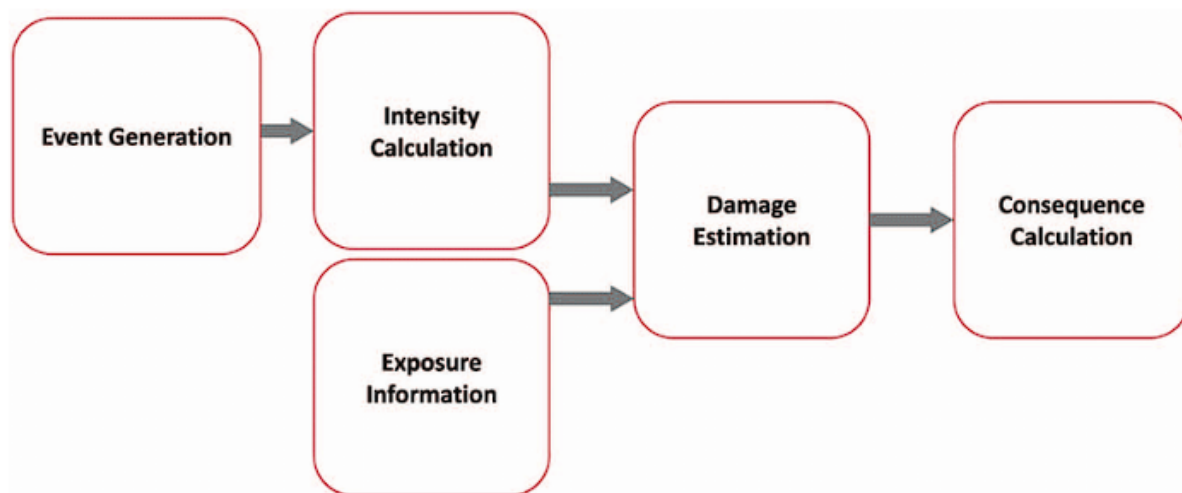 Event Generation
Intensity
Calculation
Damage
Estimation
Consequence
Calculation
Exposure
Information